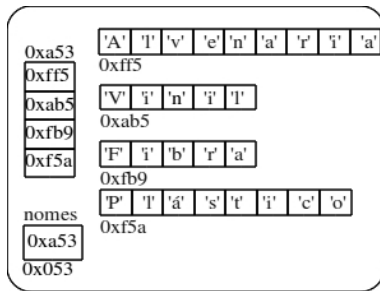 'A' 'l' 'v' 'e' 'n' 'a' 'r' 'i' 'a'
0xa53
0xff5
0xff5
0xab5
'V' 'i' 'n' 'i' 'l'
0xab5
0xfb9
0xf5a
'F' 'i' 'b' 'r' 'a'
0xfb9
'P' 'l' 'á' 's' 't' 'i' 'c' 'o'
0xf5a
nomes
0xa53
0x053